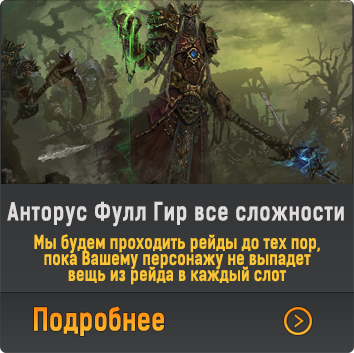 Анторус Фулл Гир все сложности
Мы будем проходить рейды до тех пор,
пока Вашему персонажу не выпадет
вещь из рейда в каждый слот
Подробнее